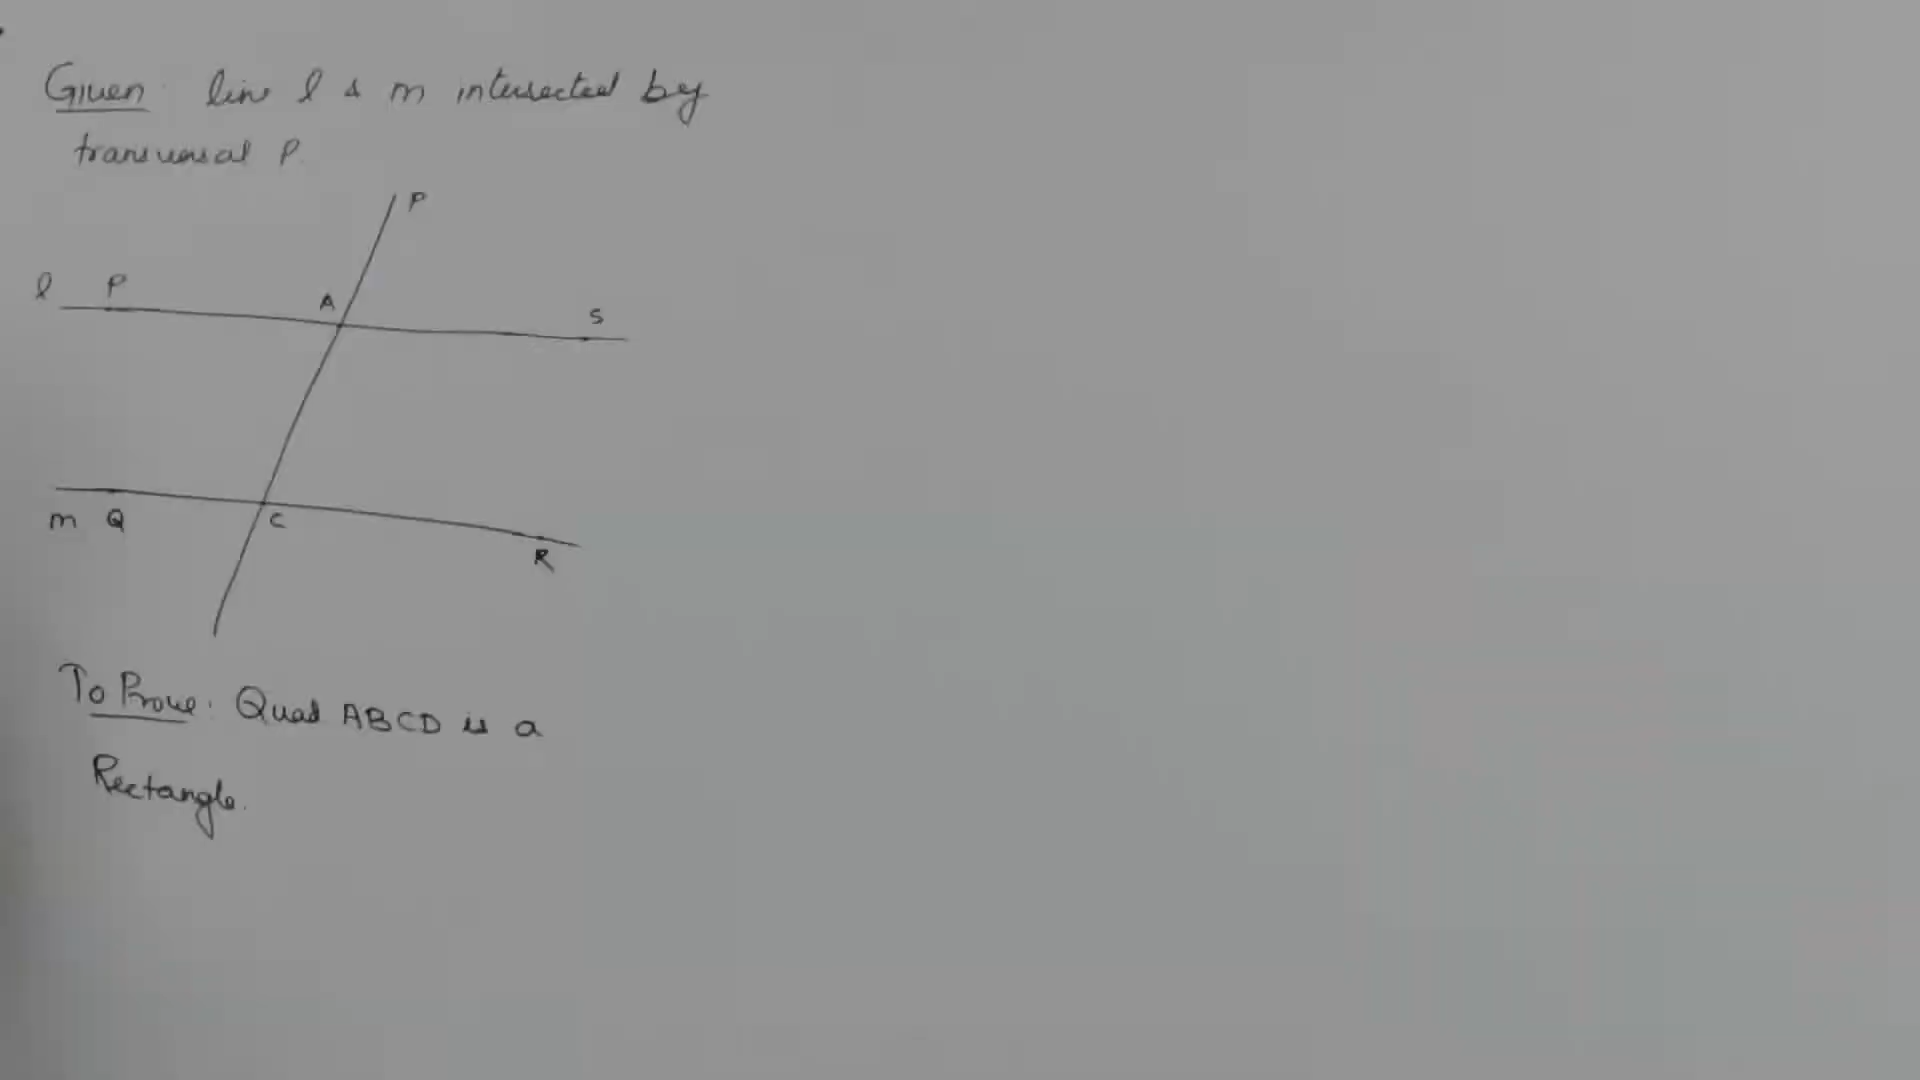 Given: line l & m intersected by
transversal P.
P
l P A S
m Q C R
To Prove: Quad ABCD is a
Rectangle.